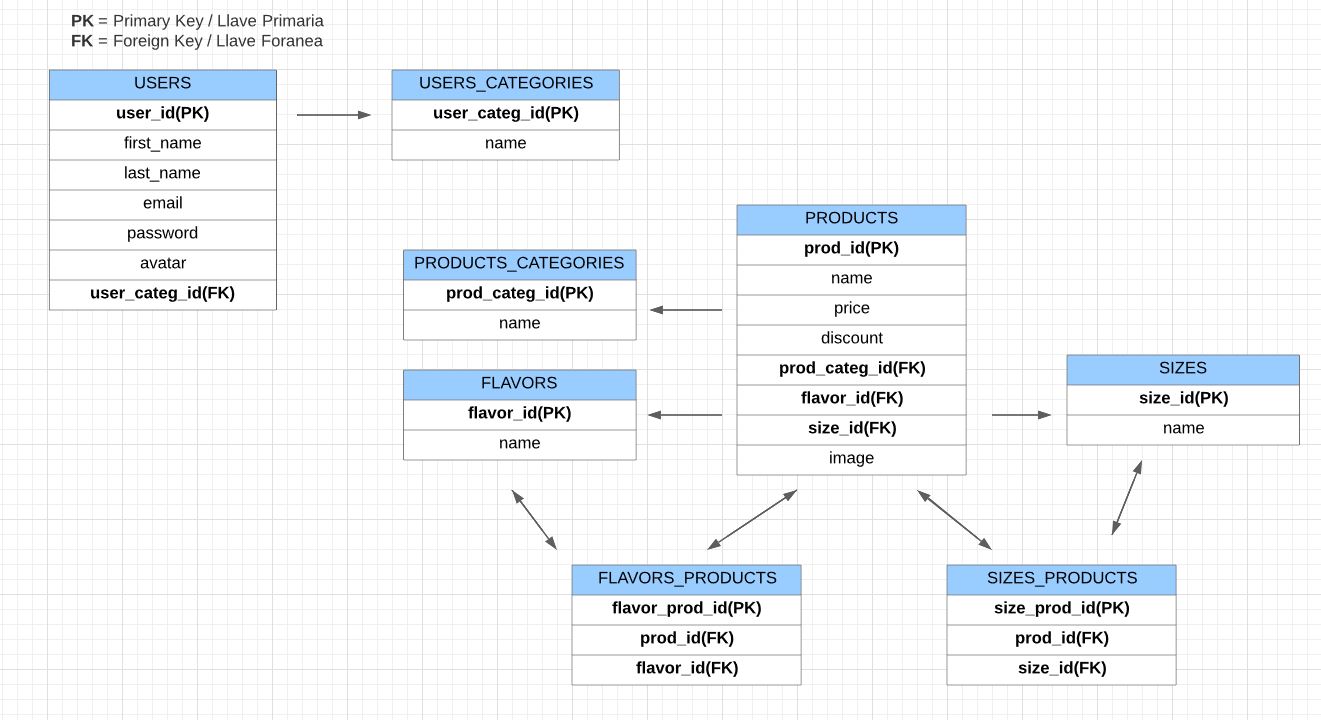 PK = Primary Key / Llave Primaria
FK = Foreign Key / Llave Foranea
USERS
user_id(PK)
first_name
last_name
email
password
avatar
user_categ_id(FK)
USERS_CATEGORIES
user_categ_id(PK)
name
PRODUCTS_CATEGORIES
prod_categ_id(PK)
name
FLAVORS
flavor_id(PK)
name
PRODUCTS
prod_id(PK)
name
price
discount
prod_categ_id(FK)
flavor_id(FK)
size_id(FK)
image
SIZES
size_id(PK)
name
FLAVORS_PRODUCTS
flavor_prod_id(PK)
prod_id(FK)
flavor_id(FK)
SIZES_PRODUCTS
size_prod_id(PK)
prod_id(FK)
size_id(FK)